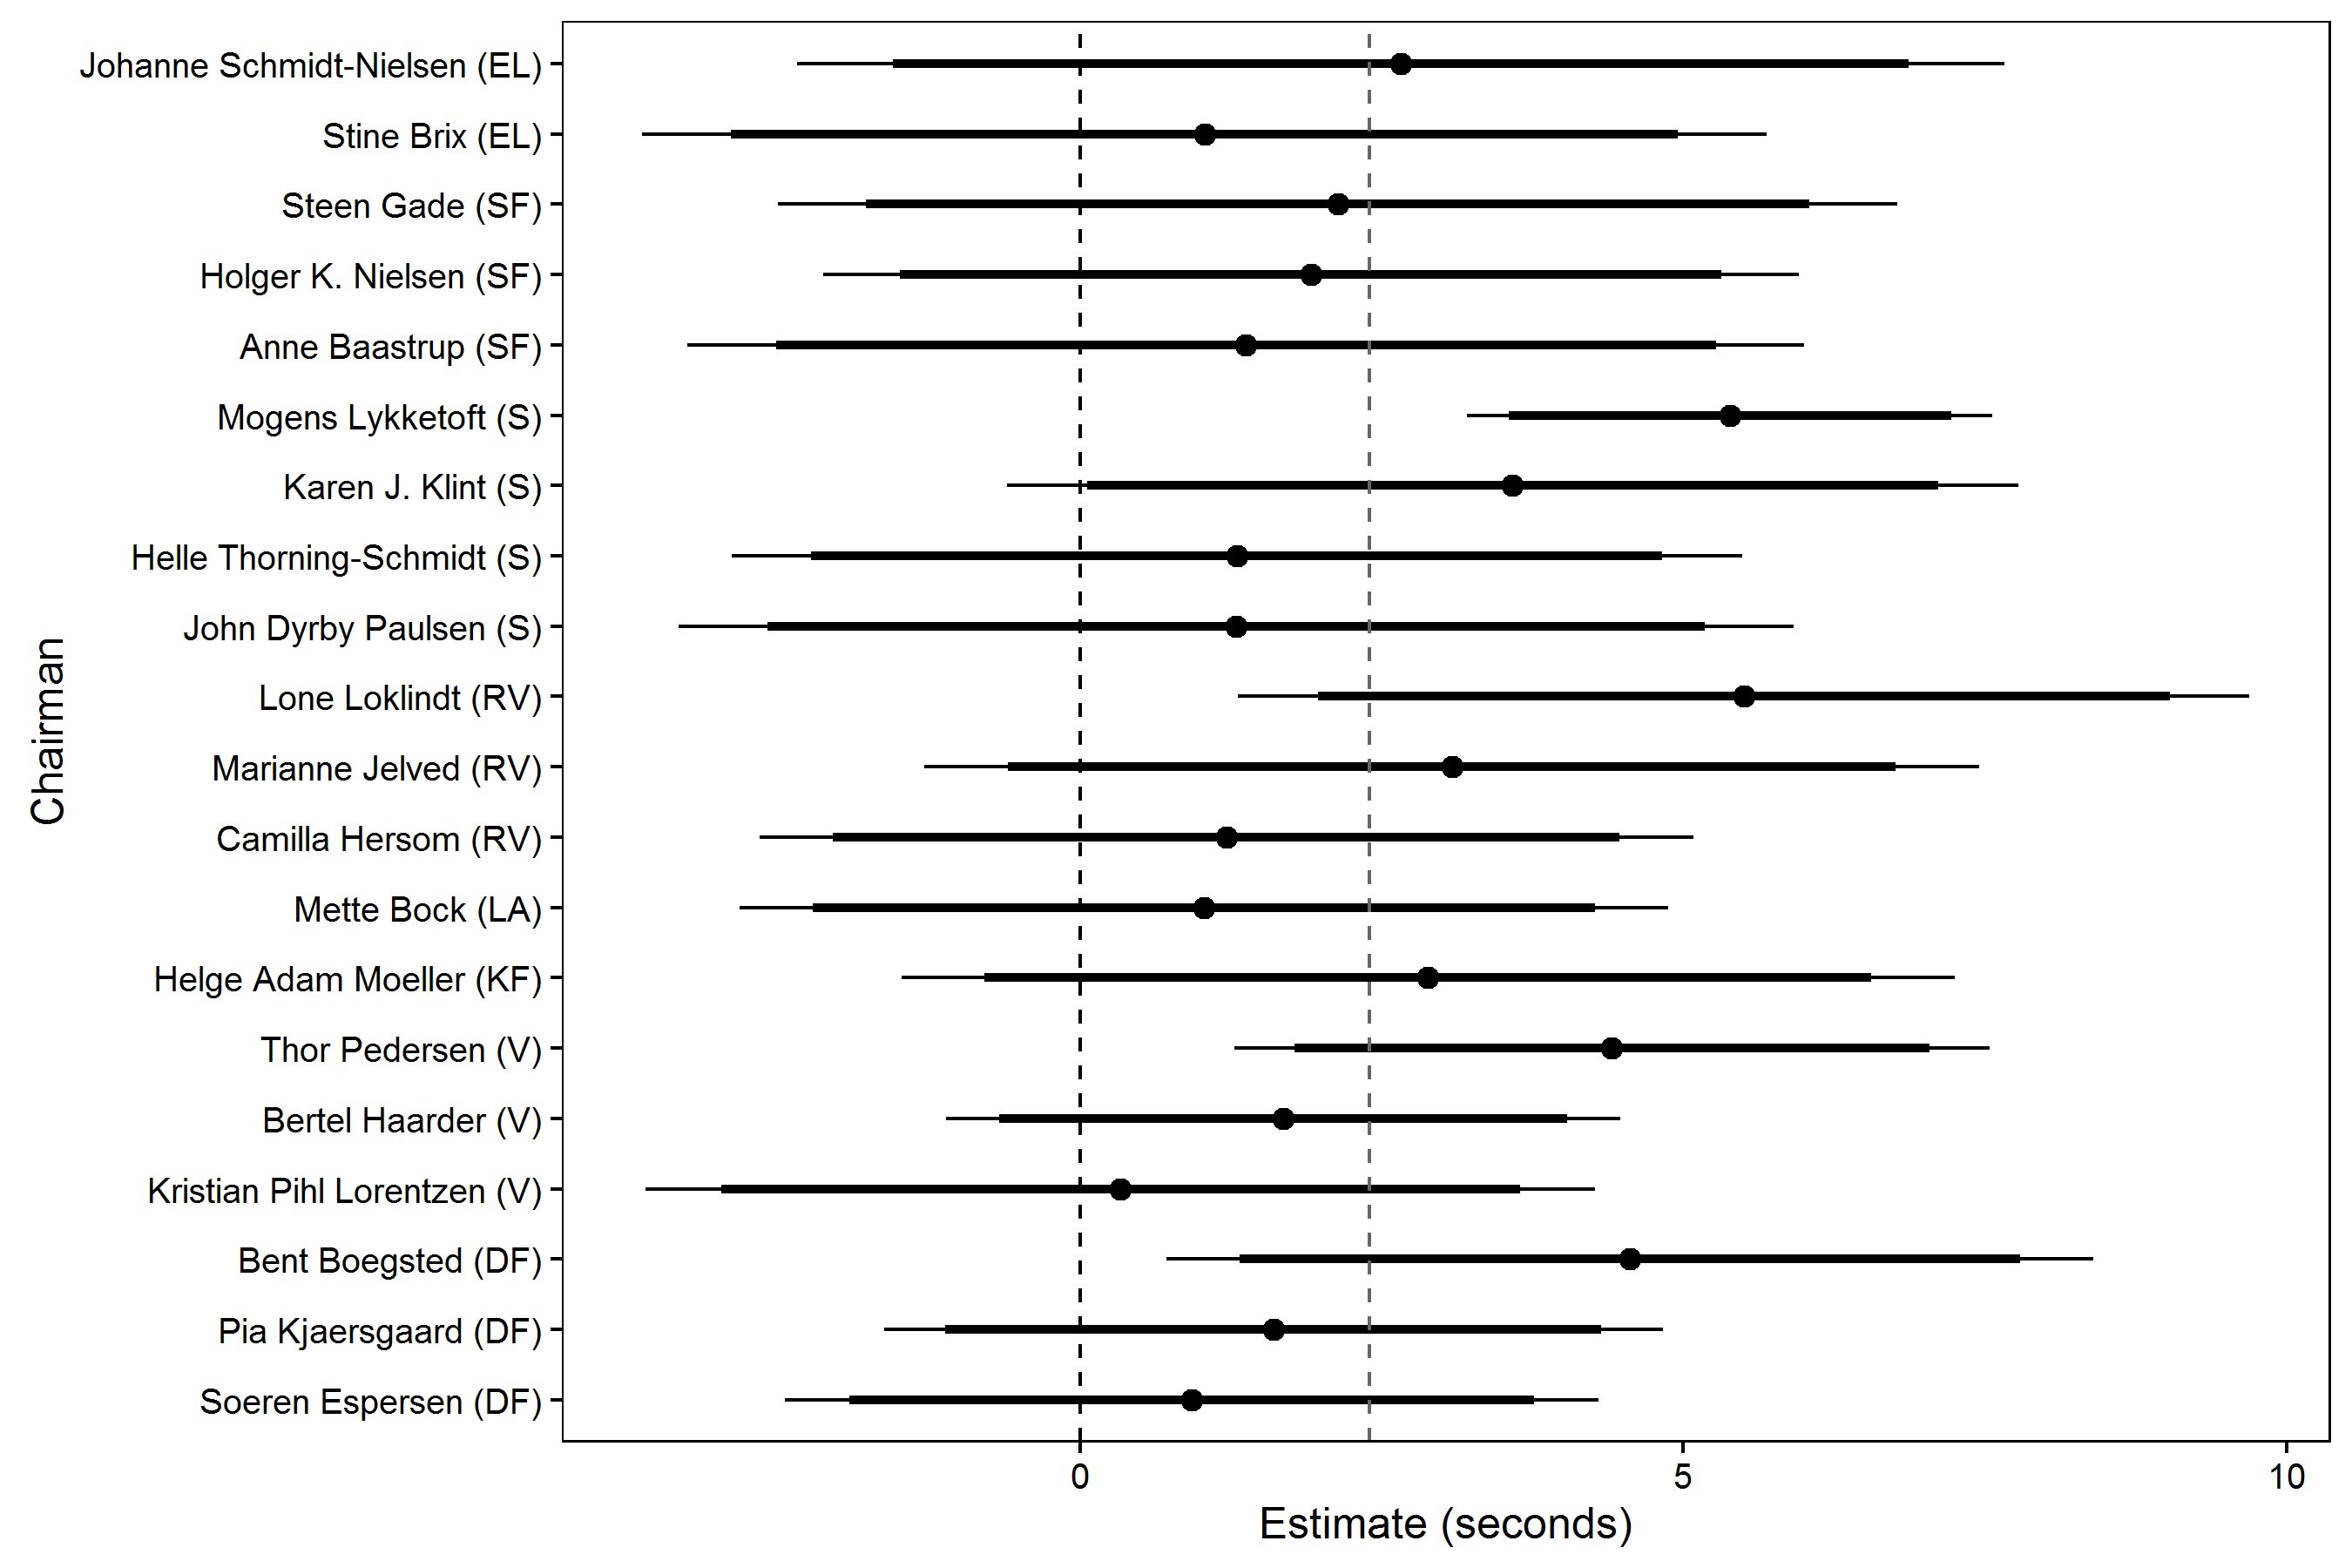 Johanne Schmidt-Nielsen (EL)
Stine Brix (EL)
Steen Gade (SF)
Holger K. Nielsen (SF)
Anne Baastrup (SF)
Mogens Lykketoft (S)
Karen J. Klint (S)
Helle Thorning-Schmidt (S)
John Dyrby Paulsen (S)
Lone Loklindt (RV)
Marianne Jelved (RV)
Camilla Hersom (RV)
Mette Bock (LA)
Helge Adam Moeller (KF)
Thor Pedersen (V)
Bertel Haarder (V)
Kristian Pihl Lorentzen (V)
Bent Boegsted (DF)
Pia Kjaersgaard (DF)
Soeren Espersen (DF)
Chairman
0 5 10
Estimate (seconds)